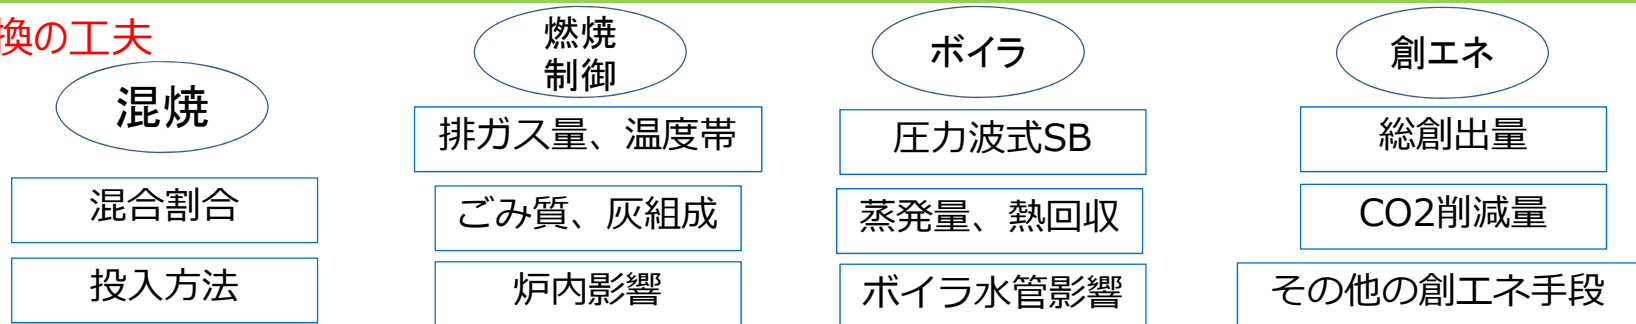 換の工夫
混焼
混合割合
投入方法
燃焼
制御
排ガス量、温度帯
ごみ質、灰組成
炉内影響
ボイラ
圧力波式SB
蒸発量、熱回収
ボイラ水管影響
創エネ
総創出量
CO2削減量
その他の創エネ手段